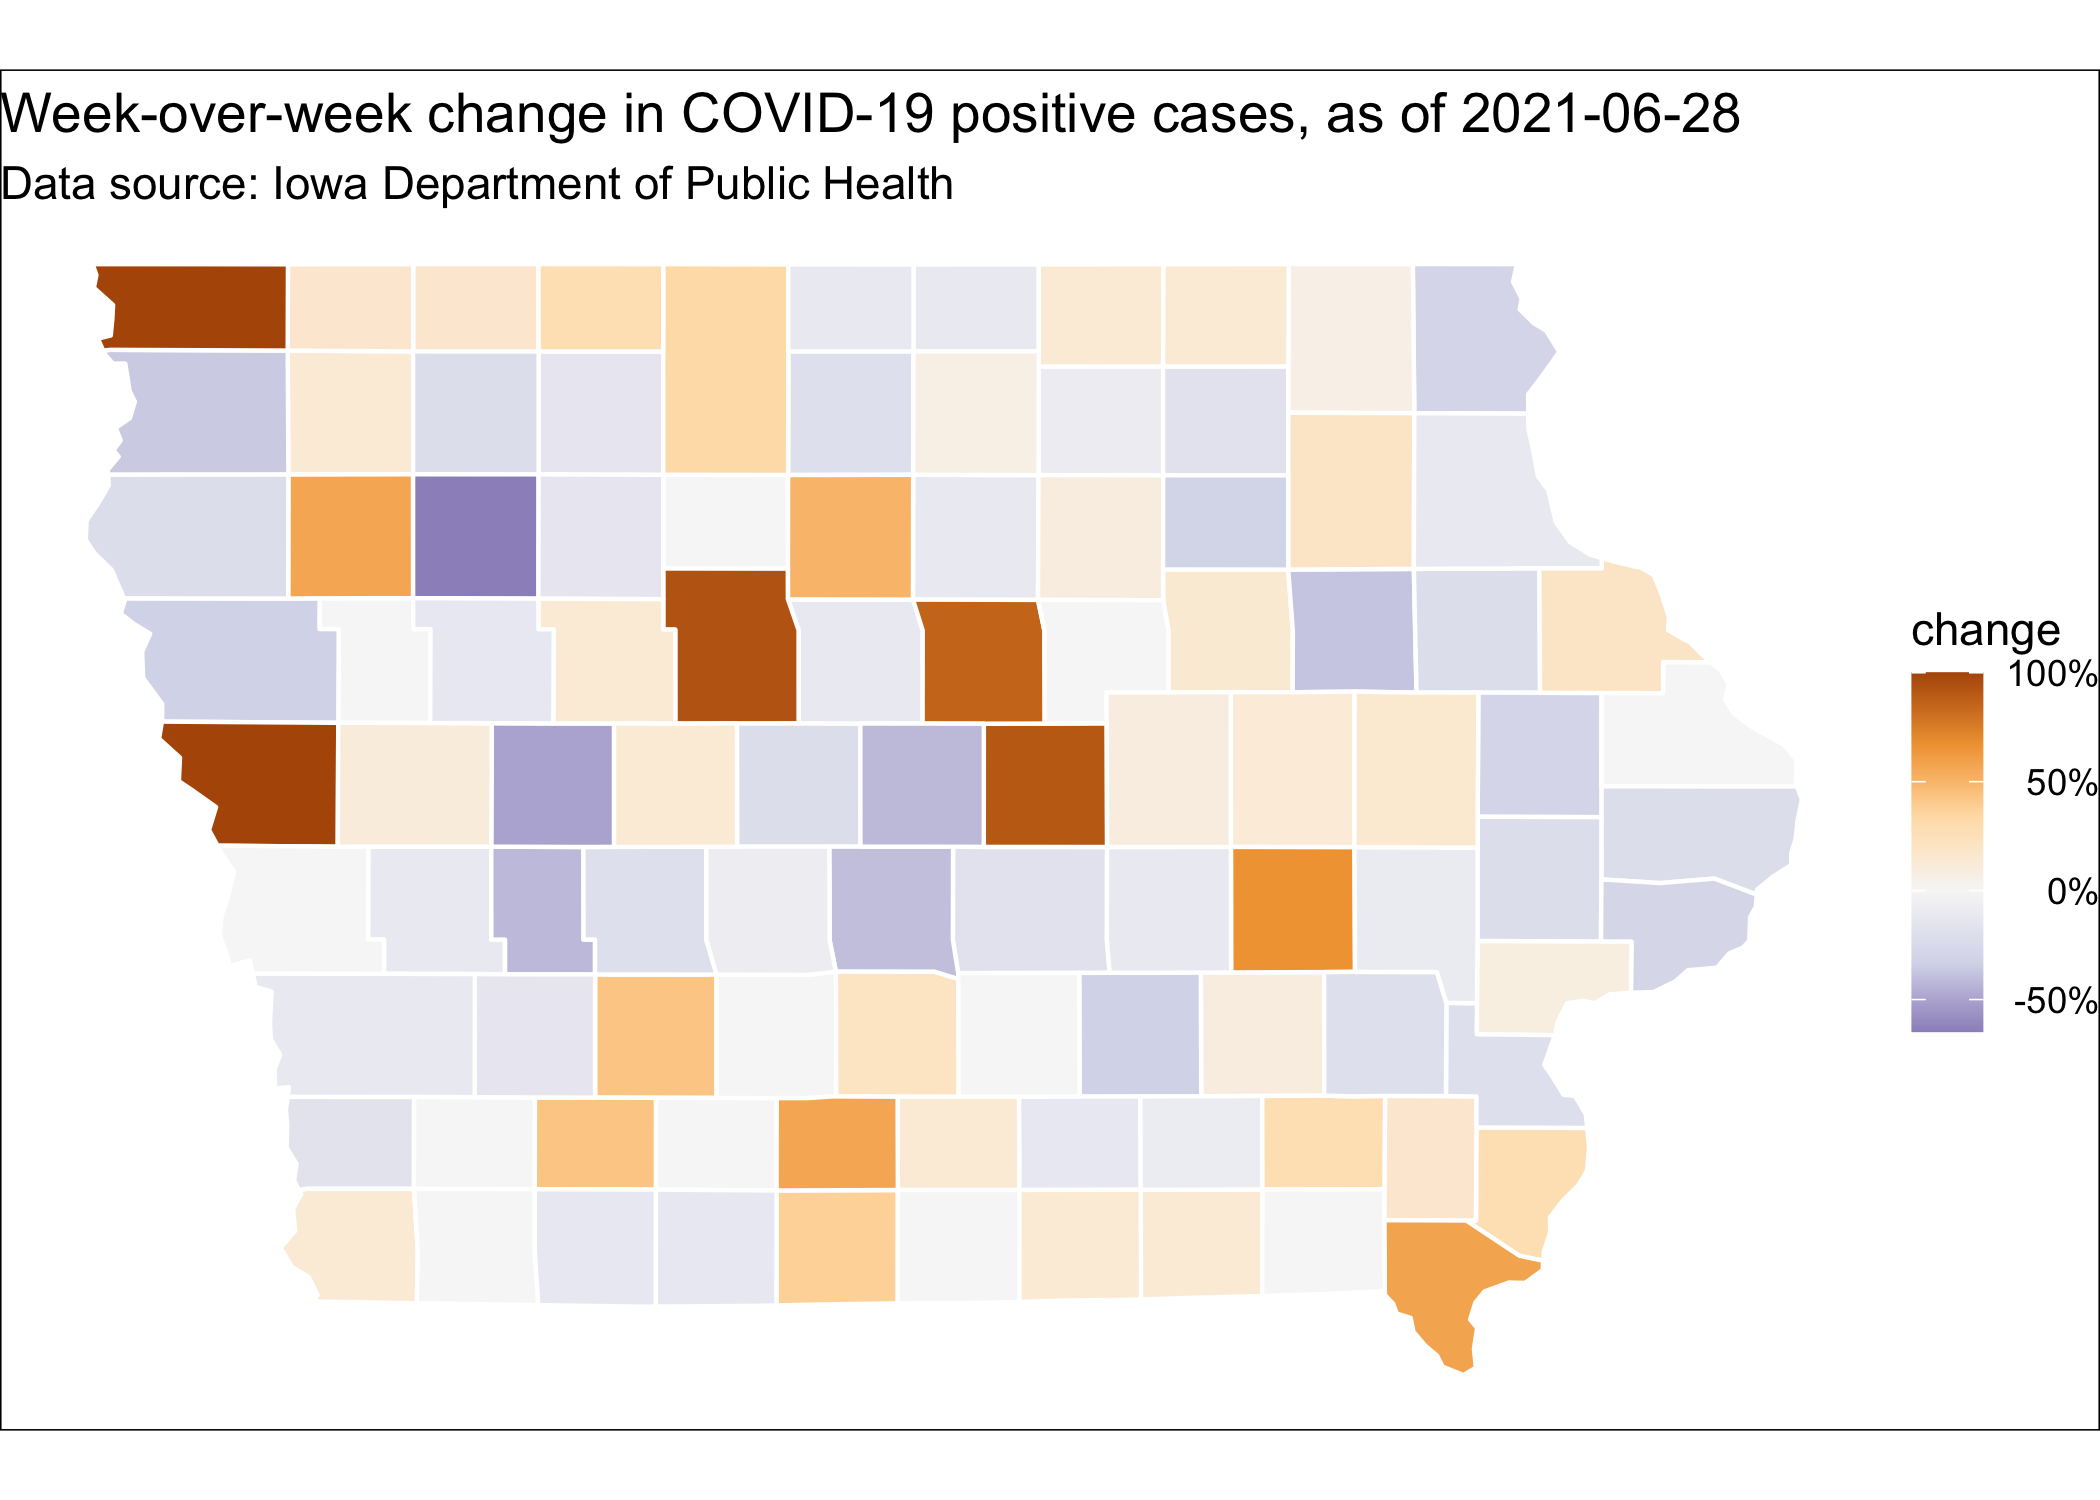 Week-over-week change in COVID-19 positive cases, as of 2021-06-28
Data source: Iowa Department of Public Health
change
100%
50%
0%
-50%